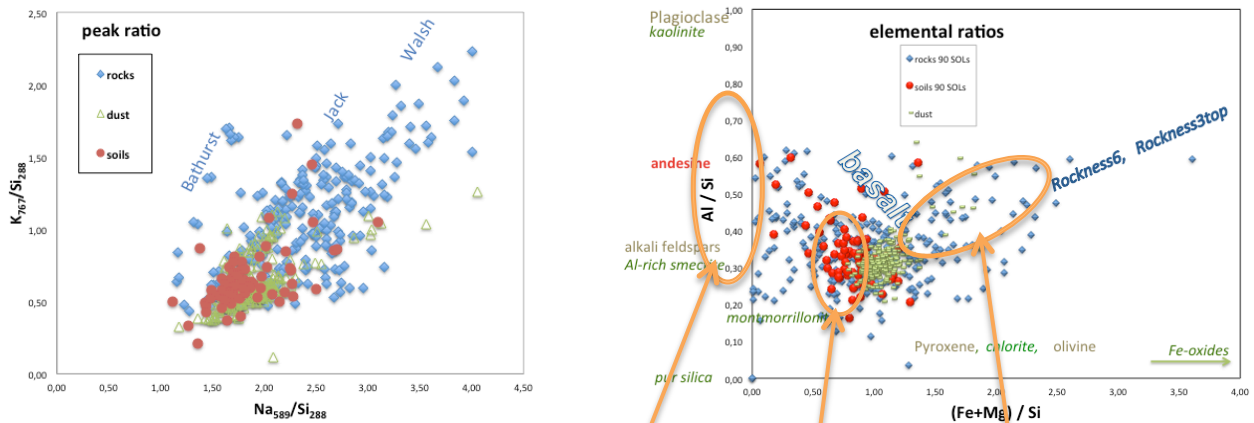 peak ratio
rocks
dust
soils
Bathurst
Jack
Walsh
2,50
2,00
1,50
1,00
0,50
0,00
K767/Si288
0,00 0,50 1,00 1,50 2,00 2,50 3,00 3,50 4,00 4,50
Na589/Si288
elemental ratios
rocks 90 SOLs
soils 90 SOLs
dust
Plagioclase
kaolinite
andesine
alkali feldspars
Al-rich smectite
montmorrillonite
pur silica
basalt
Rockness6, Rockness3top
Pyroxene, chlorite, olivine
Fe-oxides
1,00
0,90
0,80
0,70
0,60
0,50
0,40
0,30
0,20
0,10
0,00
Al / Si
0,00 0,50 1,00 1,50 2,00 2,50 3,00 3,50 4,00
(Fe+Mg) / Si